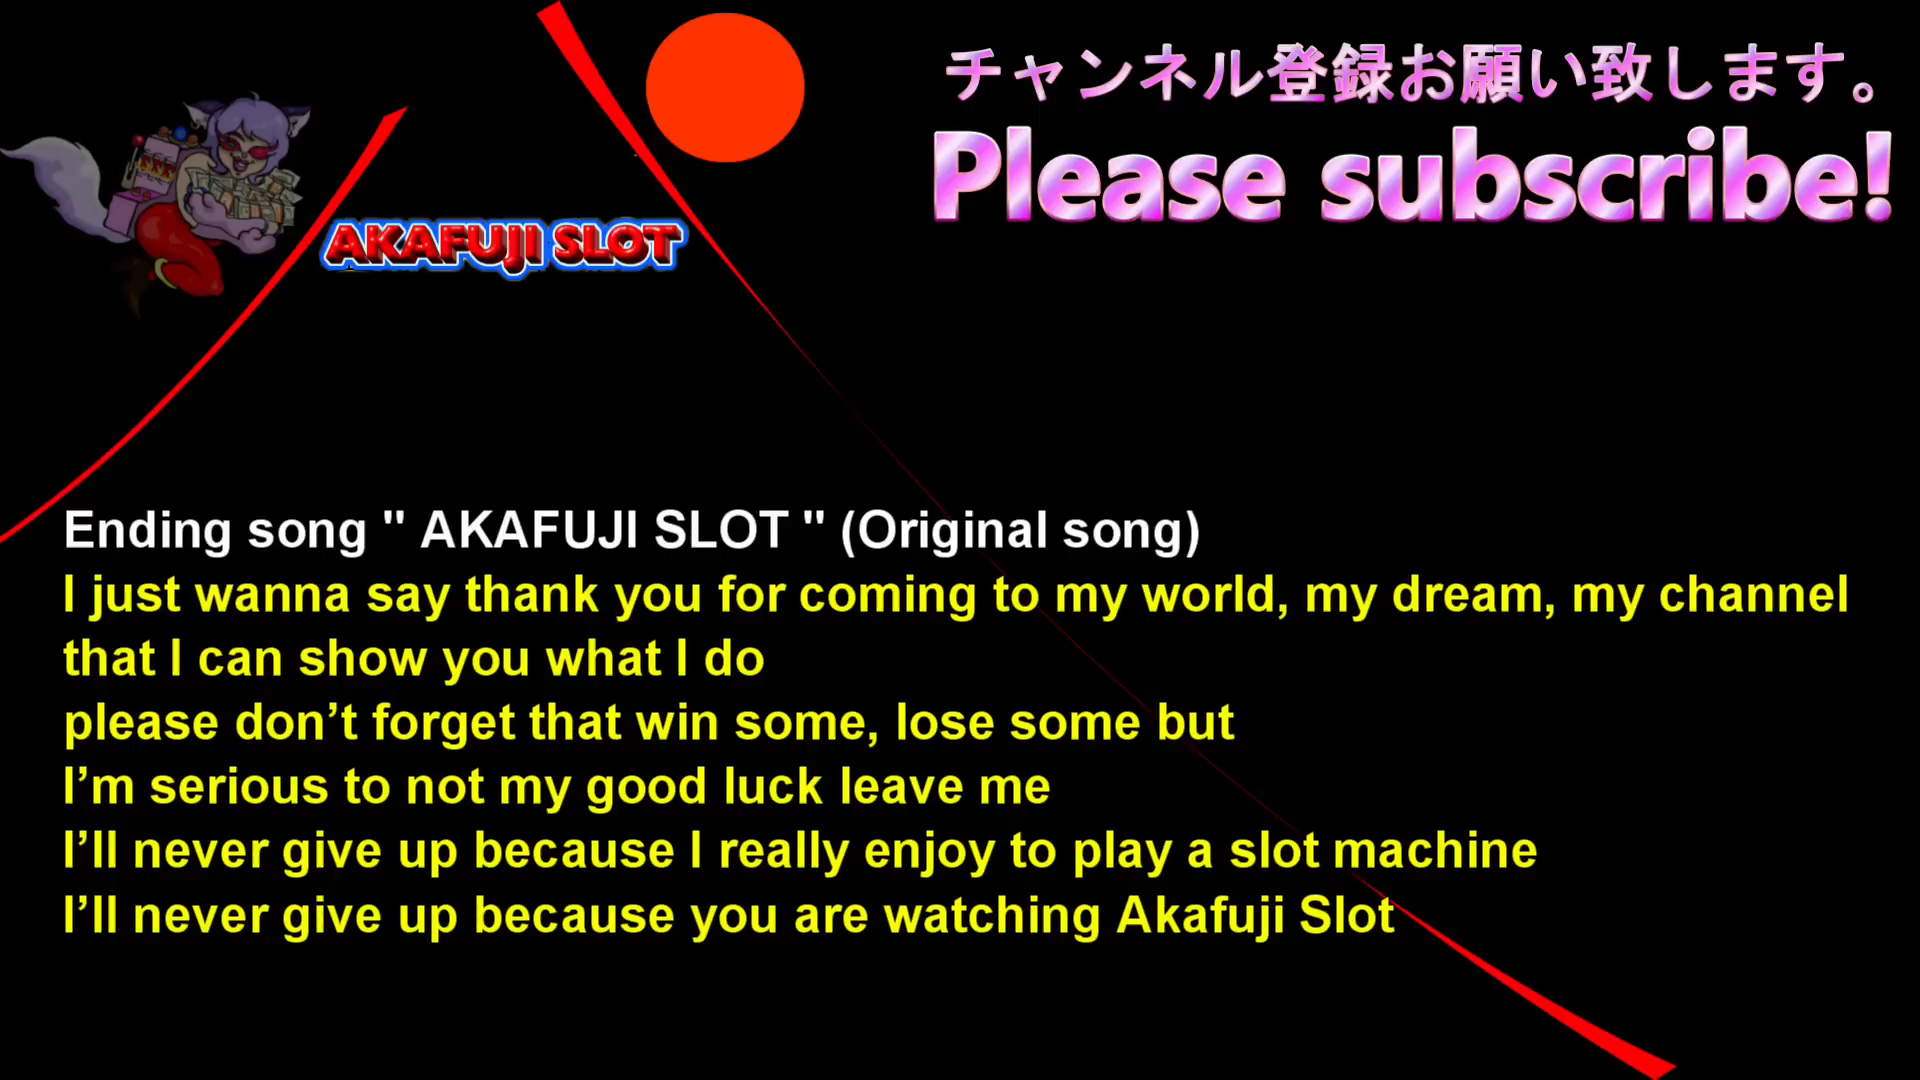 チャンネル登録お願い致します。
Please subscribe!
AKAFUJI SLOT
Ending song " AKAFUJI SLOT " (Original song)
I just wanna say thank you for coming to my world, my dream, my channel
that I can show you what I do
please don’t forget that win some, lose some but
I’m serious to not my good luck leave me
I’ll never give up because I really enjoy to play a slot machine
I’ll never give up because you are watching Akafuji Slot